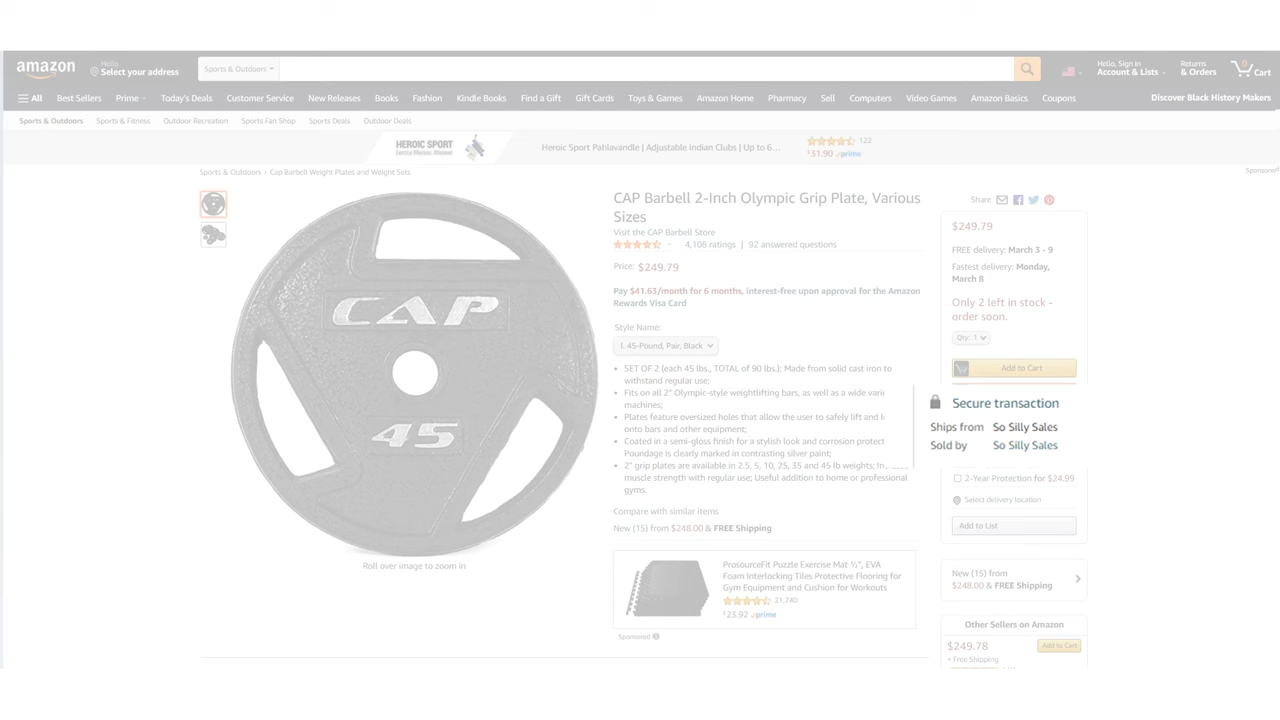 amazon
Hello
Select your address
Sports & Outdoors
Hello, Sign in
Account & Lists
Returns
& Orders
0
Cart
All
Best Sellers
Prime
Today's Deals
Customer Service
New Releases
Books
Fashion
Kindle Books
Find a Gift
Gift Cards
Toys & Games
Amazon Home
Pharmacy
Sell
Computers
Video Games
Amazon Basics
Coupons
Discover Black History Makers
Sports & Outdoors
Sports & Fitness
Outdoor Recreation
Sports Fan Shop
Sports Deals
Outdoor Deals
HEROIC SPORT
Heroic Sport Pahlavandle | Adjustable Indian Clubs | Up to 6…
122
$31.90 prime
Sponsored
Sports & Outdoors › Cap Barbell Weight Plates and Weight Sets
CAP
45
Roll over image to zoom in
CAP Barbell 2-Inch Olympic Grip Plate, Various
Sizes
Visit the CAP Barbell Store
4,108 ratings | 92 answered questions
Price: $249.79
Pay $41.63/month for 6 months, interest-free upon approval for the Amazon
Rewards Visa Card
Style Name:
I. 45-Pound, Pair, Black
• SET OF 2 (each 45 lbs., TOTAL of 90 lbs.); Made from solid cast iron to
withstand regular use;
• Fits on all 2" Olympic-style weightlifting bars, as well as a wide
machines;
• Plates feature oversized holes that allow the user to safely lift and
onto bars and other equipment;
• Coated in a semi-gloss finish for a stylish look and corrosion
Poundage is clearly marked in contrasting silver paint;
• 2" grip plates are available in 2.5, 5, 10, 25, 35 and 45 lb weights;
muscle strength with regular use; Useful addition to home or professional
gyms.
Compare with similar items
New (15) from $248.00 & FREE Shipping
ProsourceFit Puzzle Exercise Mat ½", EVA
Foam Interlocking Tiles Protective Flooring for
Gym Equipment and Cushion for Workouts
21,740
$23.92 prime
Sponsored
Share
$249.79
FREE delivery: March 3 - 9
Fastest delivery: Monday,
March 8
Only 2 left in stock -
order soon.
Qty: 1
Add to Cart
Secure transaction
Ships from So Silly Sales
Sold by So Silly Sales
2-Year Protection for $24.99
Select delivery location
Add to List
New (15) from
$248.00 & FREE Shipping
Other Sellers on Amazon
$249.78
Add to Cart
+ Free Shipping